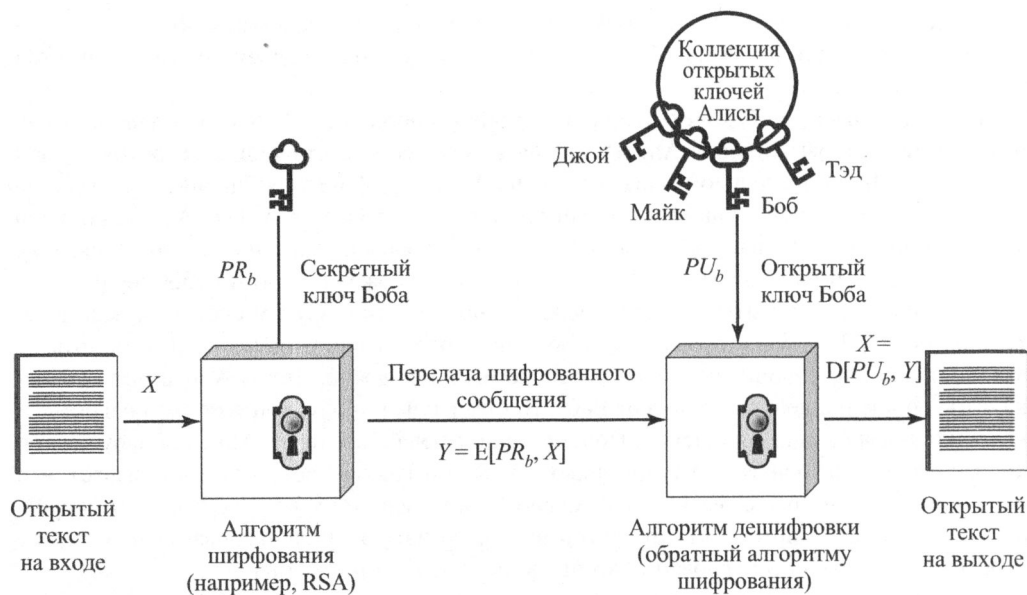 Коллекция
открытых
ключей
Алисы
Джой
Майк
Боб
Тэд
PR_b
Секретный
ключ Боба
PU_b
Открытый
ключ Боба
X
Передача шифрованного
сообщения
Y = E[PR_b, X]
X =
D[PU_b, Y]
Открытый
текст
на входе
Алгоритм
ширфования
(например, RSA)
Алгоритм дешифровки
(обратный алгоритму
шифрования)
Открытый
текст
на выходе